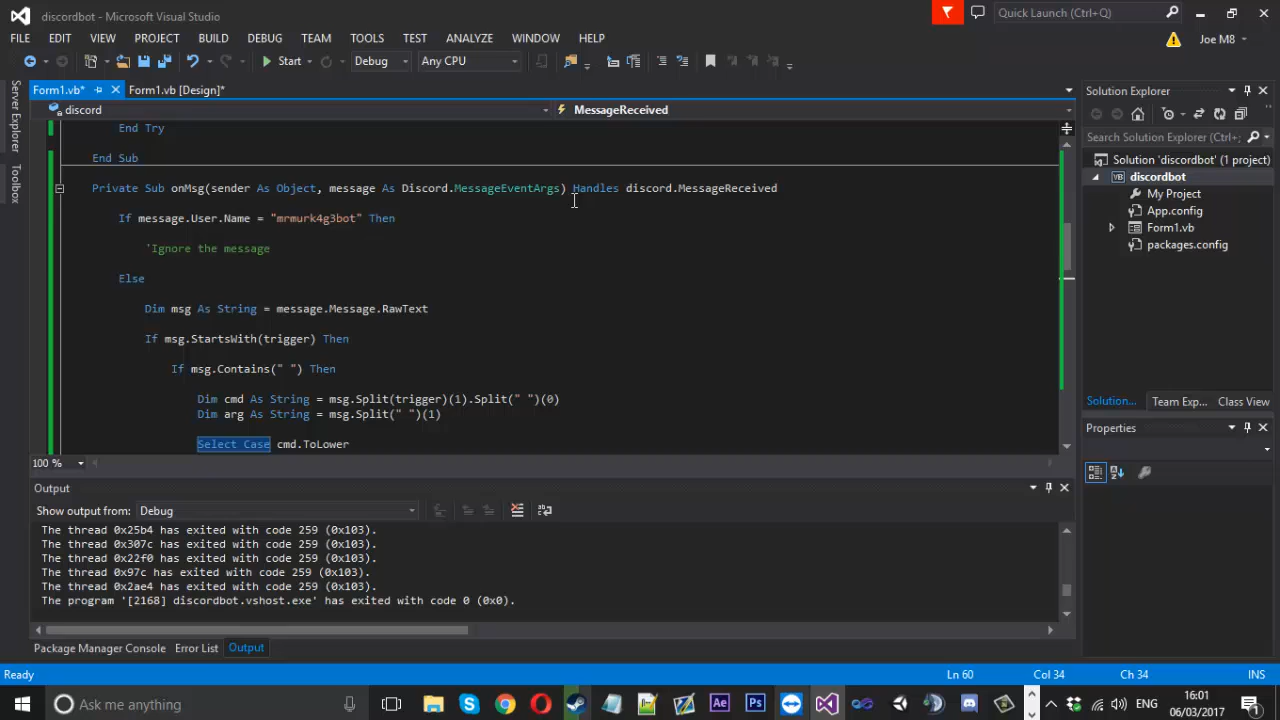 discordbot - Microsoft Visual Studio
Quick Launch (Ctrl+Q)
FILE EDIT VIEW PROJECT BUILD DEBUG TEAM TOOLS TEST ANALYZE WINDOW HELP
Joe M8
Start Debug Any CPU
Form1.vb* Form1.vb [Design]*
discord MessageReceived
End Try
End Sub
Private Sub onMsg(sender As Object, message As Discord.MessageEventArgs) Handles discord.MessageReceived
If message.User.Name = "mrmurk4g3bot" Then
'Ignore the message
Else
Dim msg As String = message.Message.RawText
If msg.StartsWith(trigger) Then
If msg.Contains(" ") Then
Dim cmd As String = msg.Split(trigger)(1).Split(" ")(0)
Dim arg As String = msg.Split(" ")(1)
Select Case cmd.ToLower
100 %
Server Explorer
Toolbox
Solution Explorer
Search Solution Explorer (Ctrl+;
Solution 'discordbot' (1 project)
discordbot
My Project
App.config
Form1.vb
packages.config
Solution... Team Exp... Class View
Properties
Output
Show output from: Debug
The thread 0x25b4 has exited with code 259 (0x103).
The thread 0x307c has exited with code 259 (0x103).
The thread 0x22f0 has exited with code 259 (0x103).
The thread 0x97c has exited with code 259 (0x103).
The thread 0x2ae4 has exited with code 259 (0x103).
The program '[2168] discordbot.vshost.exe' has exited with code 0 (0x0).
Package Manager Console Error List Output
Ready Ln 60 Col 34 Ch 34 INS
Ask me anything
Ae Ps
ENG
16:01
06/03/2017
1